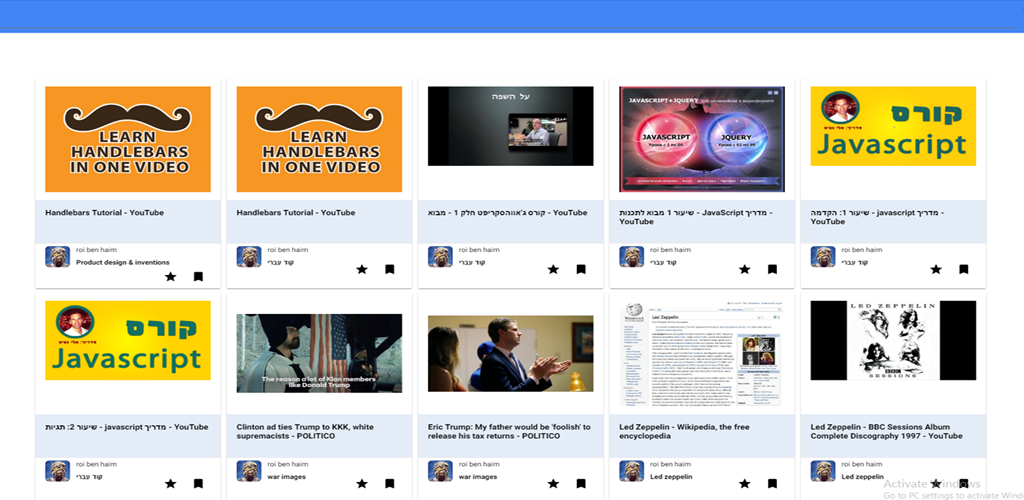 LEARN
HANDLEBARS
IN ONE VIDEO
Handlebars Tutorial - YouTube
roi ben haim
Product design & inventions
LEARN
HANDLEBARS
IN ONE VIDEO
Handlebars Tutorial - YouTube
roi ben haim
קוד עברי
על השפה
קורס ג'אווהסקריפט חלק 1 - מבוא - YouTube
roi ben haim
קוד עברי
JAVASCRIPT+JQUERY
JAVASCRIPT
Уроки с 1 по
JQUERY
Уроки с
מדריך JavaScript - שיעור 1 מבוא לתכנות -
YouTube
roi ben haim
קוד עברי
קורס
Javascript
מדריך javascript - שיעור 1: הקדמה -
YouTube
roi ben haim
קוד עברי
קורס
Javascript
מדריך javascript - שיעור 2: תגיות - YouTube
roi ben haim
קוד עברי
The reason a lot of Klan members
like Donald Trump
Clinton ad ties Trump to KKK, white
supremacists - POLITICO
roi ben haim
war images
Eric Trump: My father would be 'foolish' to
release his tax returns - POLITICO
roi ben haim
war images
Led Zeppelin
Led Zeppelin - Wikipedia, the free
encyclopedia
roi ben haim
Led zeppelin
LED ZEPPELIN
BBC
SESSIONS
Led Zeppelin - BBC Sessions Album
Complete Discography 1997 - YouTube
roi ben haim
Led zeppelin
Activate Windows
Go to PC settings to activate Wind